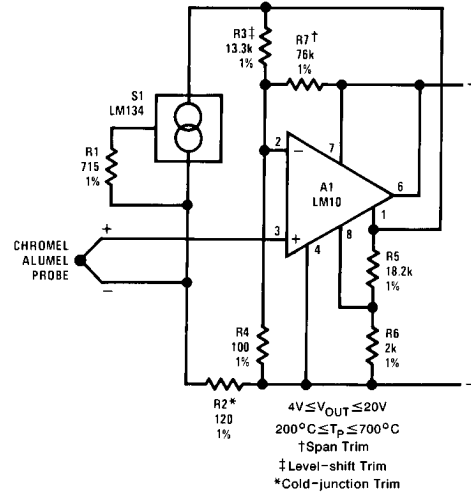 R3‡
13.3k
1%
R7†
76k
1%
S1
LM134
R1
715
1%
2
−
7
A1
LM10
6
1
+
CHROMEL
ALUMEL
PROBE
−
3
+
4
8
R5
18.2k
1%
R4
100
1%
R6
2k
1%
R2*
120
1%
4V≤VOUT≤20V
200°C≤TP≤700°C
†Span Trim
‡Level-shift Trim
*Cold-junction Trim